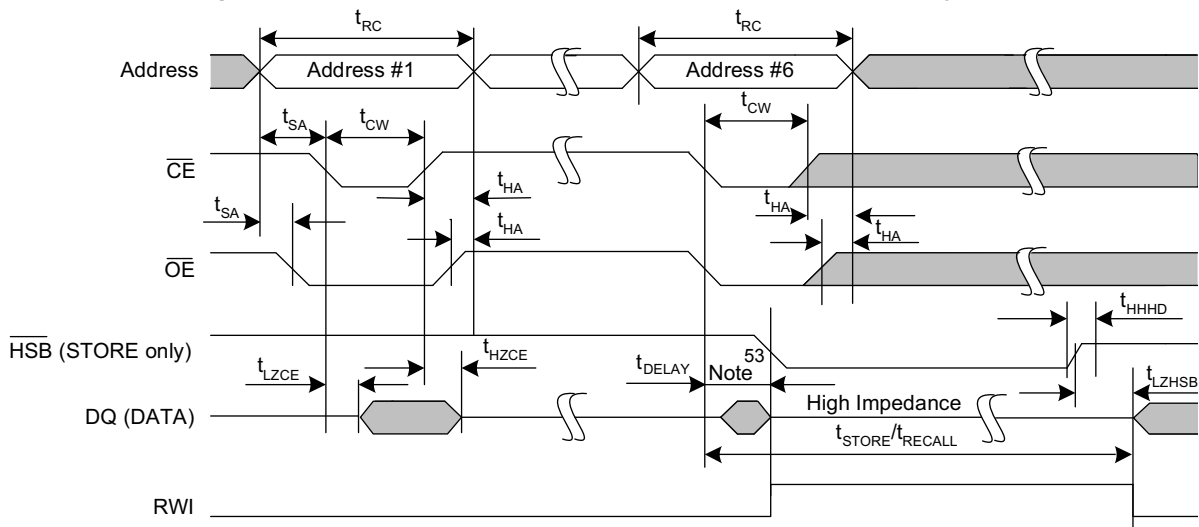 tRC
tRC
Address
Address #1
Address #6
tSA
tCW
tCW
CE
tHA
tHA
tSA
tHA
tHA
OE
tHHHD
HSB (STORE only)
tHZCE
tLZCE
tDELAY
Note 53
tLZHSB
DQ (DATA)
High Impedance
tSTORE/tRECALL
RWI